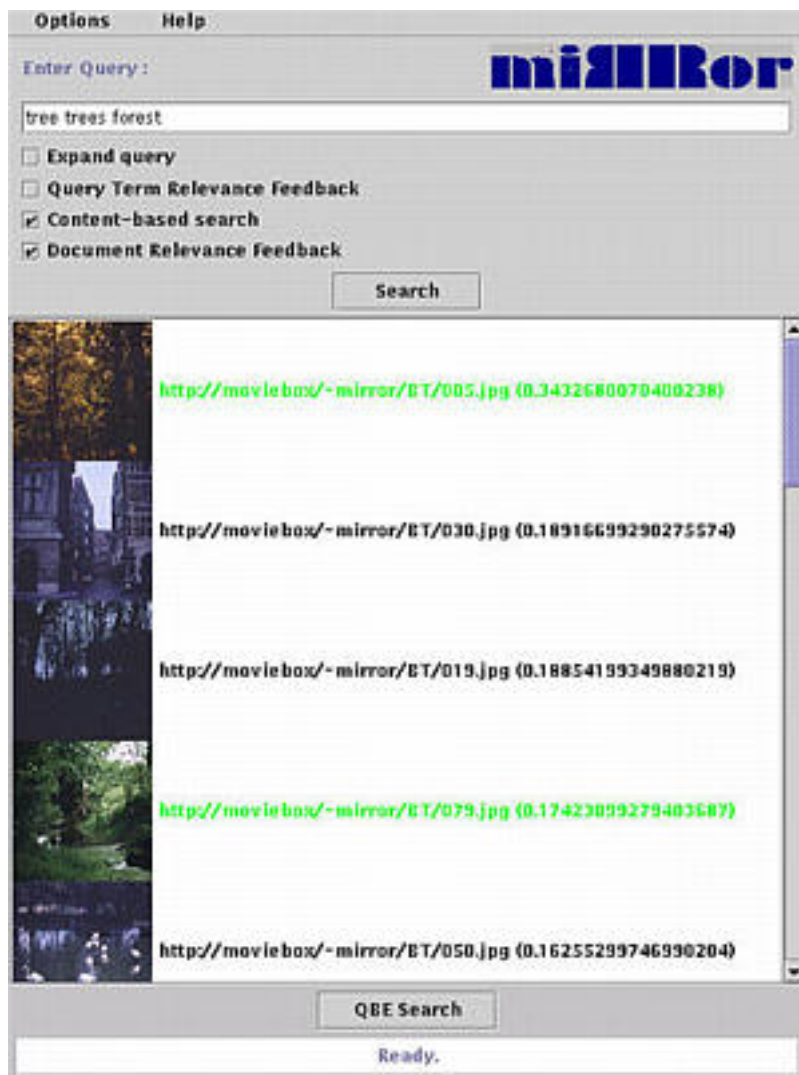 Options Help
Enter Query :
miRRor
tree trees forest
Expand query
Query Term Relevance Feedback
Content-based search
Document Relevance Feedback
Search
http://moviebox/~mirror/BT/005.jpg (0.3432680070400238)
http://moviebox/~mirror/BT/030.jpg (0.18916699290275574)
http://moviebox/~mirror/BT/019.jpg (0.18854199349880219)
http://moviebox/~mirror/BT/079.jpg (0.17423099279403687)
http://moviebox/~mirror/BT/050.jpg (0.16255299746990204)
QBE Search
Ready.